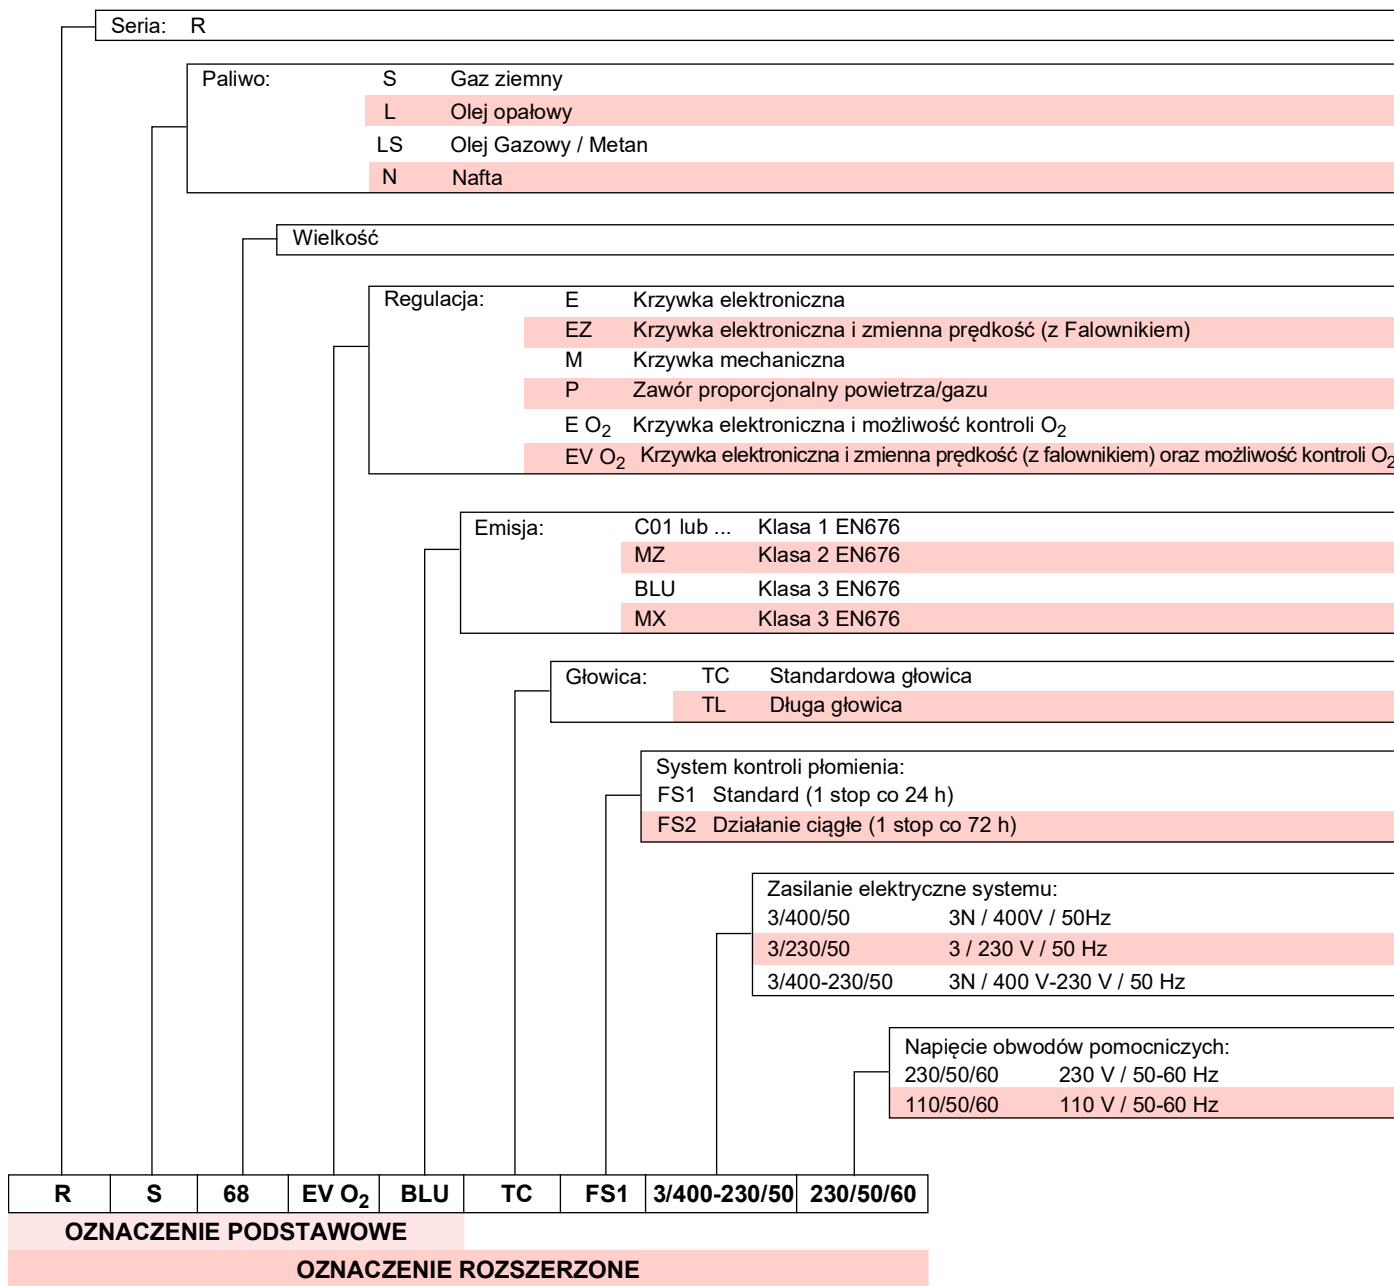 Seria: R
Paliwo: S Gaz ziemny
L Olej opałowy
LS Olej Gazowy / Metan
N Nafta
Wielkość
Regulacja: E Krzywka elektroniczna
EZ Krzywka elektroniczna i zmienna prędkość (z Falownikiem)
M Krzywka mechaniczna
P Zawór proporcjonalny powietrza/gazu
E O2 Krzywka elektroniczna i możliwość kontroli O2
EV O2 Krzywka elektroniczna i zmienna prędkość (z falownikiem) oraz możliwość kontroli O2
Emisja: C01 lub ... Klasa 1 EN676
MZ Klasa 2 EN676
BLU Klasa 3 EN676
MX Klasa 3 EN676
Głowica: TC Standardowa głowica
TL Długa głowica
System kontroli płomienia:
FS1 Standard (1 stop co 24 h)
FS2 Działanie ciągłe (1 stop co 72 h)
Zasilanie elektryczne systemu:
3/400/50 3N / 400V / 50Hz
3/230/50 3 / 230 V / 50 Hz
3/400-230/50 3N / 400 V-230 V / 50 Hz
Napięcie obwodów pomocniczych:
230/50/60 230 V / 50-60 Hz
110/50/60 110 V / 50-60 Hz
R S 68 EV O2 BLU TC FS1 3/400-230/50 230/50/60
OZNACZENIE PODSTAWOWE
OZNACZENIE ROZSZERZONE